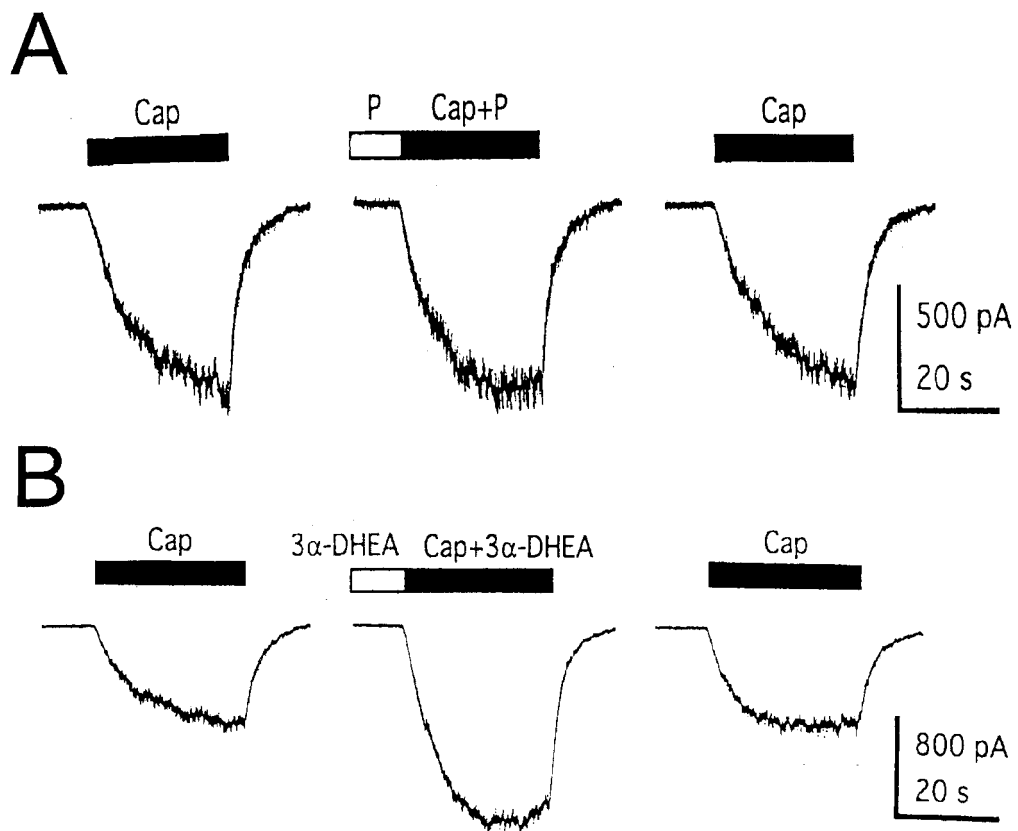 A
Cap
P
Cap+P
Cap
500 pA
20 s
B
Cap
3α-DHEA
Cap+3α-DHEA
Cap
800 pA
20 s